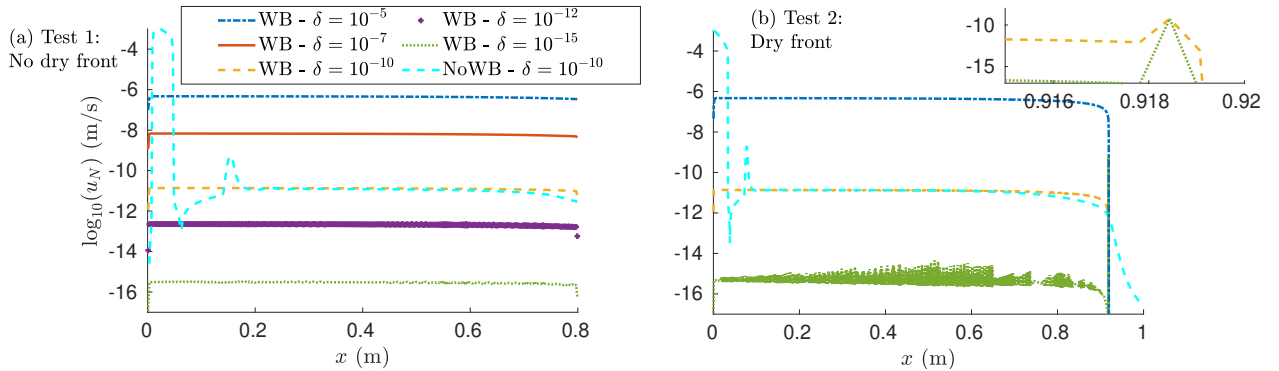 (a) Test 1:
No dry front
WB - δ = 10⁻⁵
WB - δ = 10⁻⁷
WB - δ = 10⁻¹⁰
WB - δ = 10⁻¹²
WB - δ = 10⁻¹⁵
NoWB - δ = 10⁻¹⁰
log₁₀(u_N) (m/s)
-4
-6
-8
-10
-12
-14
-16
0 0.2 0.4 0.6 0.8
x (m)
(b) Test 2:
Dry front
-4
-6
-8
-10
-12
-14
-16
0 0.2 0.4 0.6 0.8 1
x (m)
-10
-15
0.916 0.918 0.92